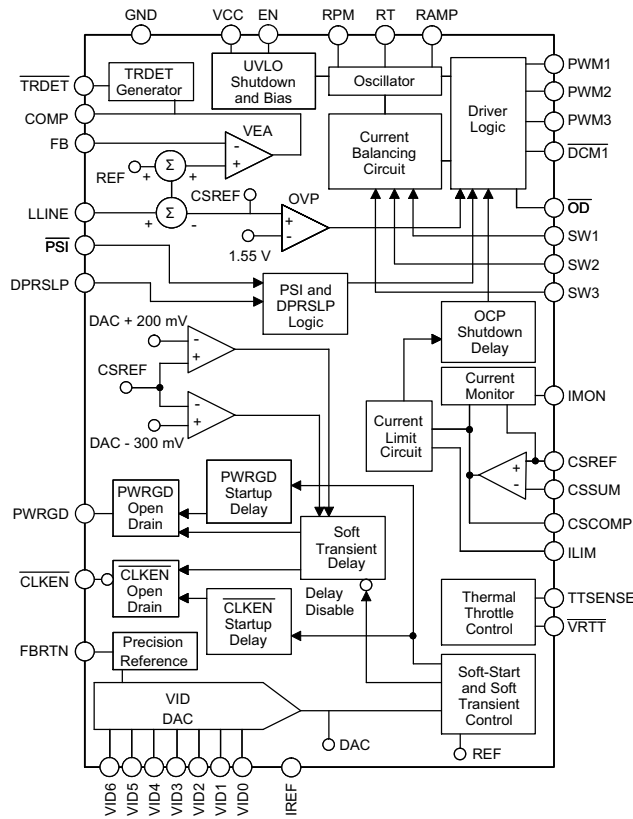 GND
VCC
EN
RPM
RT
RAMP
TRDET
TRDET
Generator
UVLO
Shutdown
and Bias
Oscillator
Driver
Logic
PWM1
PWM2
PWM3
DCM1
OD
COMP
FB
VEA
-
+
REF
+
Σ
+
Current
Balancing
Circuit
LLINE
+
Σ
-
CSREF
OVP
+
-
1.55 V
SW1
SW2
SW3
PSI
DPRSLP
PSI and
DPRSLP
Logic
DAC + 200 mV
-
+
CSREF
-
+
DAC - 300 mV
OCP
Shutdown
Delay
Current
Monitor
IMON
Current
Limit
Circuit
+
-
CSREF
CSSUM
CSCOMP
ILIM
PWRGD
PWRGD
Open
Drain
PWRGD
Startup
Delay
Soft
Transient
Delay
CLKEN
CLKEN
Open
Drain
Delay
Disable
CLKEN
Startup
Delay
Thermal
Throttle
Control
TTSENSE
VRTT
FBRTN
Precision
Reference
Soft-Start
and Soft
Transient
Control
VID
DAC
DAC
REF
VID6
VID5
VID4
VID3
VID2
VID1
VID0
IREF